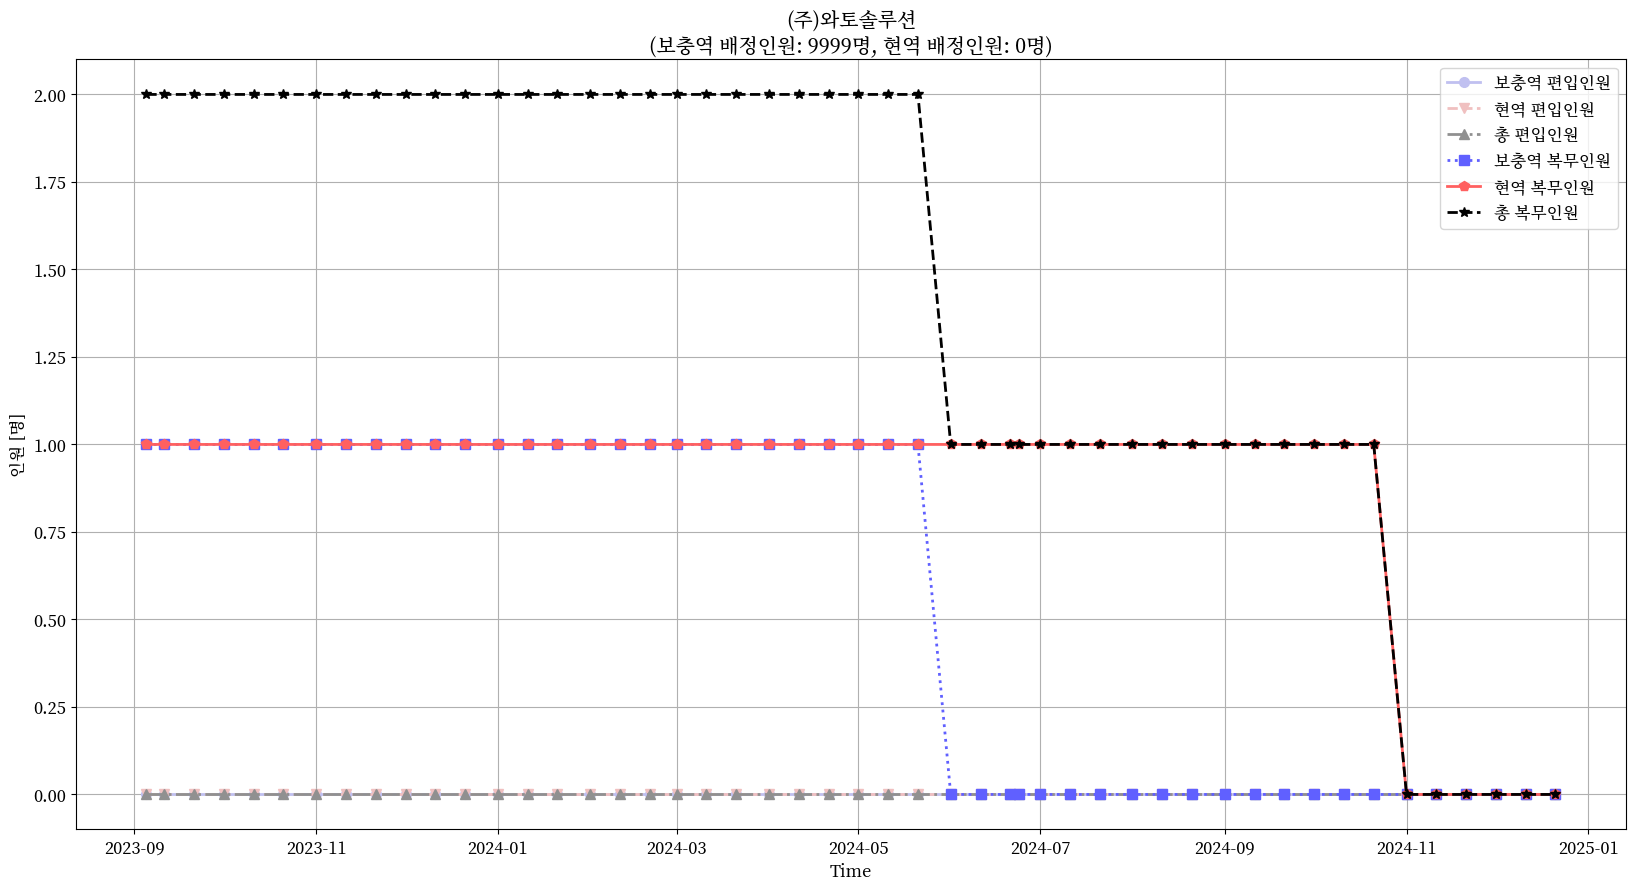 (주)와토솔루션
(보충역 배정인원: 9999명, 현역 배정인원: 0명)
보충역 편입인원
현역 편입인원
총 편입인원
보충역 복무인원
현역 복무인원
총 복무인원
인원 [명]
2.00
1.75
1.50
1.25
1.00
0.75
0.50
0.25
0.00
2023-09 2023-11 2024-01 2024-03 2024-05 2024-07 2024-09 2024-11 2025-01
Time